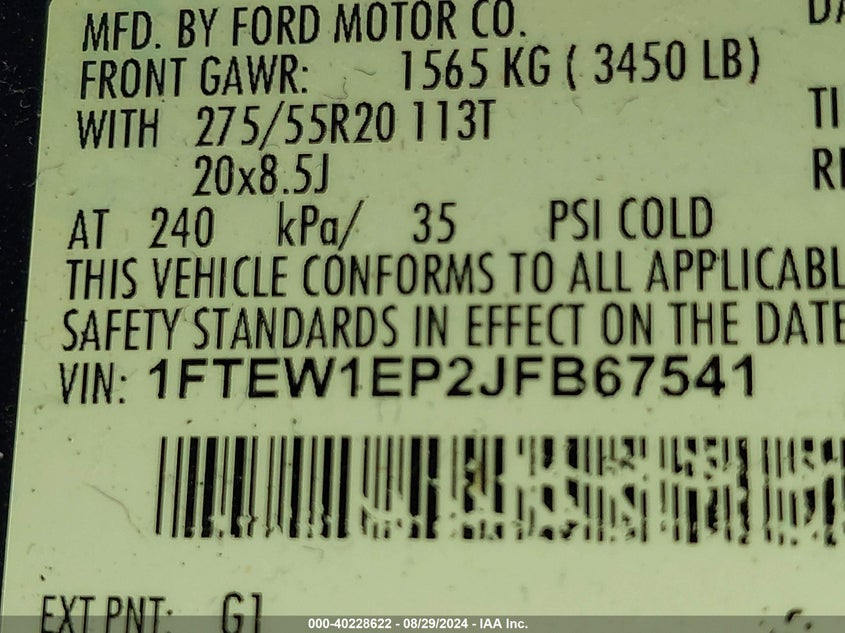 MFD. BY FORD MOTOR CO.
FRONT GAWR: 1565 KG ( 3450 LB)
WITH 275/55R20 113T
TI
20x8.5J
AT 240 kPa/ 35 PSI COLD
THIS VEHICLE CONFORMS TO ALL APPLICABL
SAFETY STANDARDS IN EFFECT ON THE DATE
VIN: 1FTEW1EP2JFB67541
EXT PNT: G1
000-40228622 - 08/29/2024 - IAA Inc.